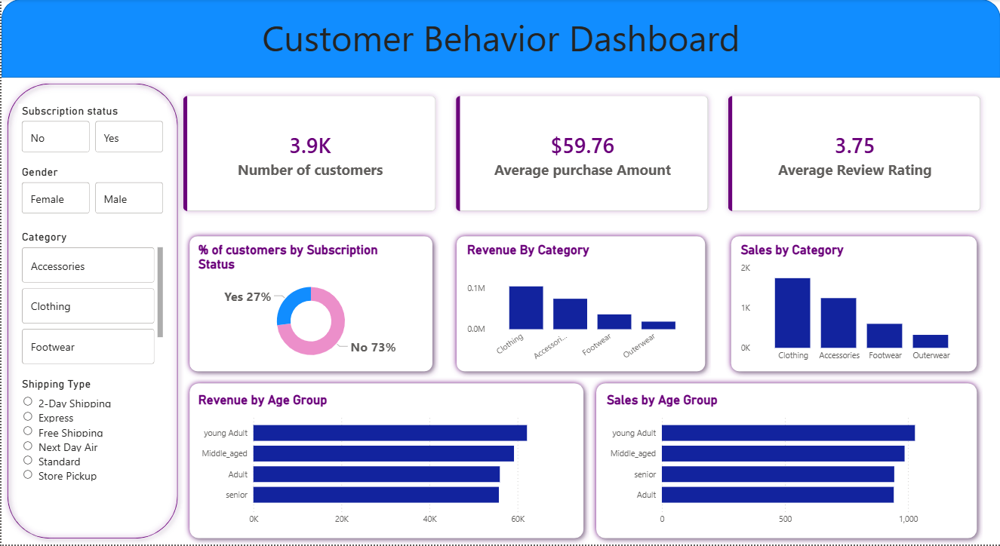 Customer Behavior Dashboard
Subscription status
No
Yes
Gender
Female
Male
Category
Accessories
Clothing
Footwear
Shipping Type
2-Day Shipping
Express
Free Shipping
Next Day Air
Standard
Store Pickup
3.9K
Number of customers
$59.76
Average purchase Amount
3.75
Average Review Rating
% of customers by Subscription
Status
Yes 27%
No 73%
Revenue By Category
0.1M
0.0M
Clothing
Accessori...
Footwear
Outerwear
Sales by Category
2K
1K
0K
Clothing
Accessories
Footwear
Outerwear
Revenue by Age Group
young Adult
Middle_aged
Adult
senior
0K
20K
40K
60K
Sales by Age Group
young Adult
Middle_aged
senior
Adult
0
500
1,000